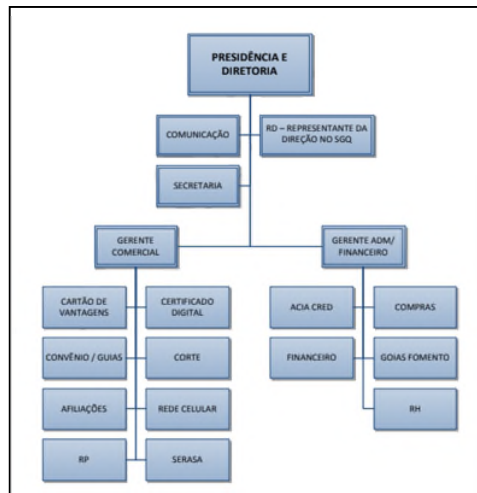 PRESIDÊNCIA E
DIRETORIA
COMUNICAÇÃO
RD – REPRESENTANTE DA
DIREÇÃO NO SGQ
SECRETARIA
GERENTE
COMERCIAL
GERENTE ADM/
FINANCEIRO
CARTÃO DE
VANTAGENS
CERTIFICADO
DIGITAL
ACIA CRED
COMPRAS
CONVÊNIO / GUIAS
CORTE
FINANCEIRO
GOIAS FOMENTO
AFILIAÇÕES
REDE CELULAR
RH
RP
SERASA